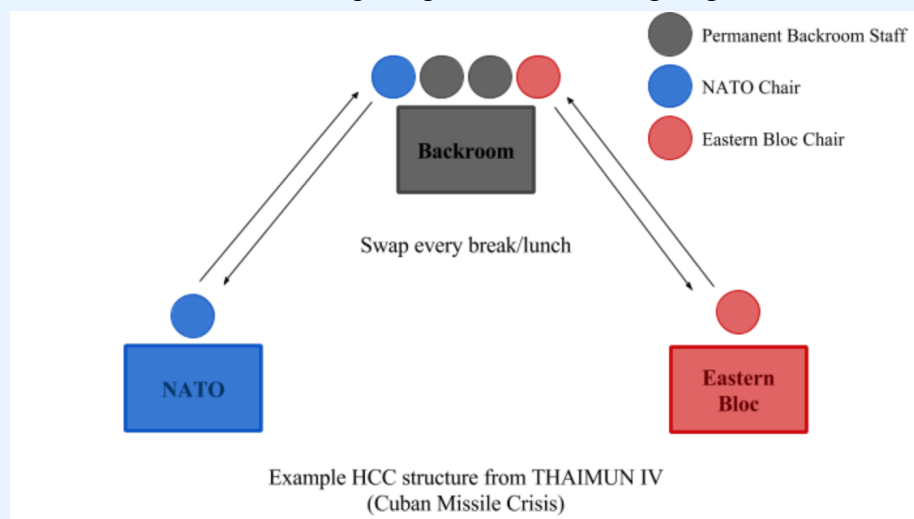 Permanent Backroom Staff
NATO Chair
Eastern Bloc Chair
Backroom
Swap every break/lunch
NATO
Eastern
Bloc
Example HCC structure from THAIMUN IV
(Cuban Missile Crisis)